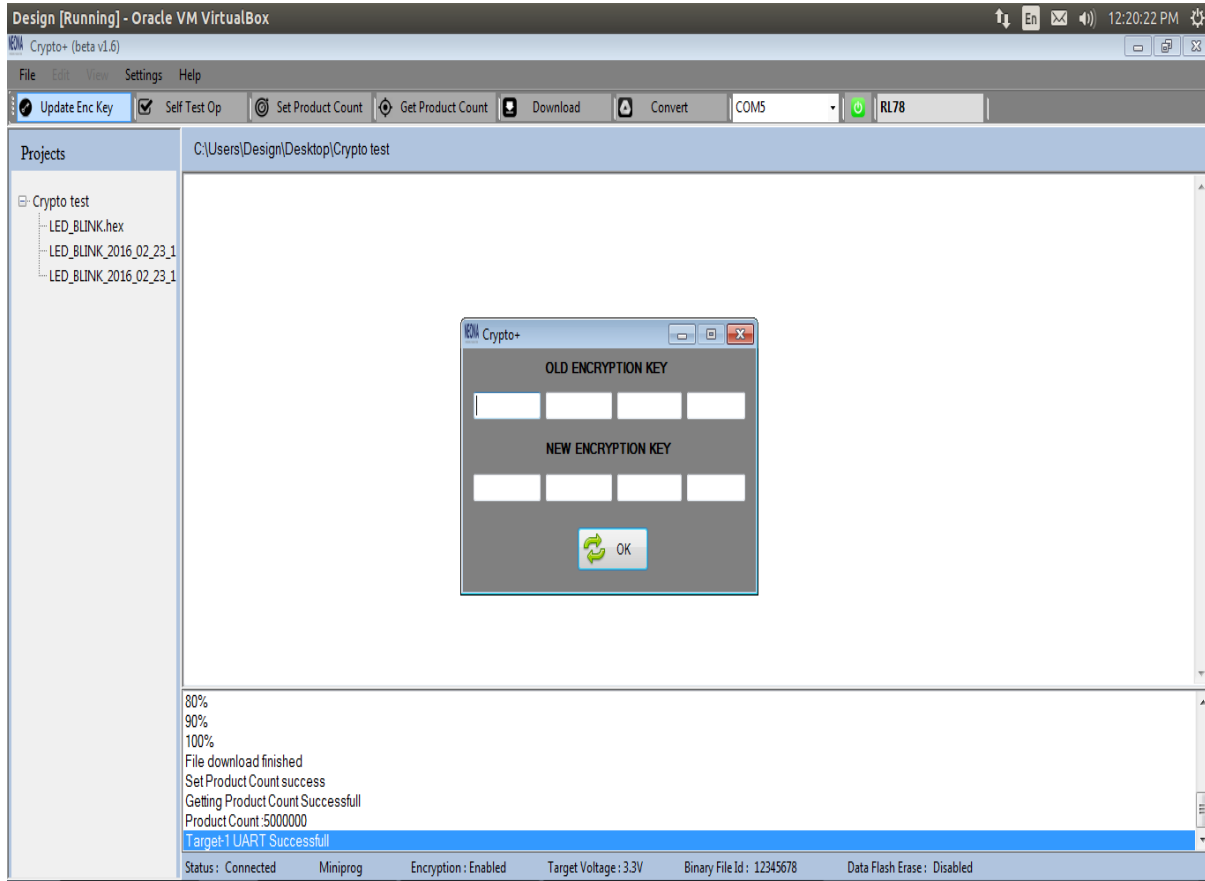 Design [Running] - Oracle VM VirtualBox En 12:20:22 PM
NEONA Crypto+ (beta v1.6)
File Edit View Settings Help
Update Enc Key Self Test Op Set Product Count Get Product Count Download Convert COM5 RL78
Projects
C:\Users\Design\Desktop\Crypto test
Crypto test
LED_BLINK.hex
LED_BLINK_2016_02_23_1
LED_BLINK_2016_02_23_1
NEONA Crypto+
OLD ENCRYPTION KEY
NEW ENCRYPTION KEY
OK
80%
90%
100%
File download finished
Set Product Count success
Getting Product Count Successfull
Product Count :5000000
Target-1 UART Successfull
Status : Connected Miniprog Encryption : Enabled Target Voltage : 3.3V Binary File Id : 12345678 Data Flash Erase : Disabled